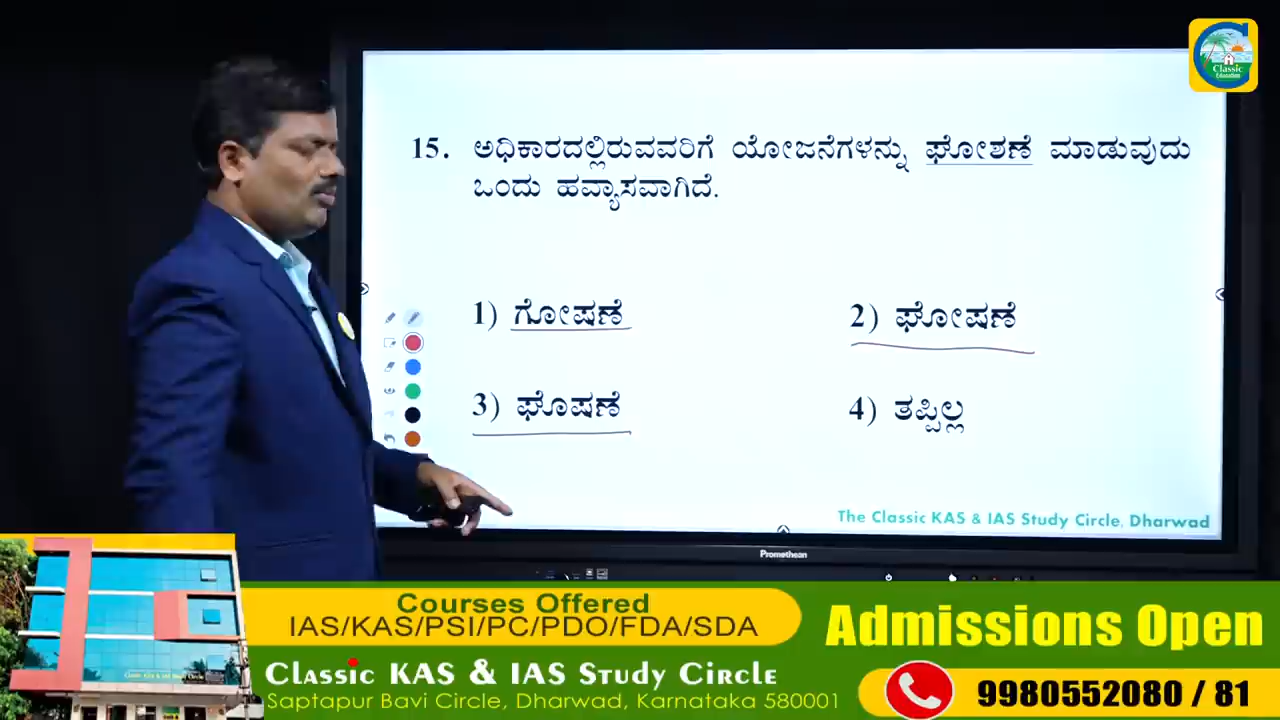 Classic
Education
15. ಅಧಿಕಾರದಲ್ಲಿರುವವರಿಗೆ ಯೋಜನೆಗಳನ್ನು ಘೋಶಣೆ ಮಾಡುವುದು
ಒಂದು ಹವ್ಯಾಸವಾಗಿದೆ.
1) ಗೋಷಣೆ
2) ಘೋಷಣೆ
3) ಘೊಷಣೆ
4) ತಪ್ಪಿಲ್ಲ
The Classic KAS & IAS Study Circle, Dharwad
Promethean
Courses Offered
IAS/KAS/PSI/PC/PDO/FDA/SDA
Classic KAS & IAS Study Circle
Saptapur Bavi Circle, Dharwad, Karnataka 580001
Admissions Open
9980552080 / 81